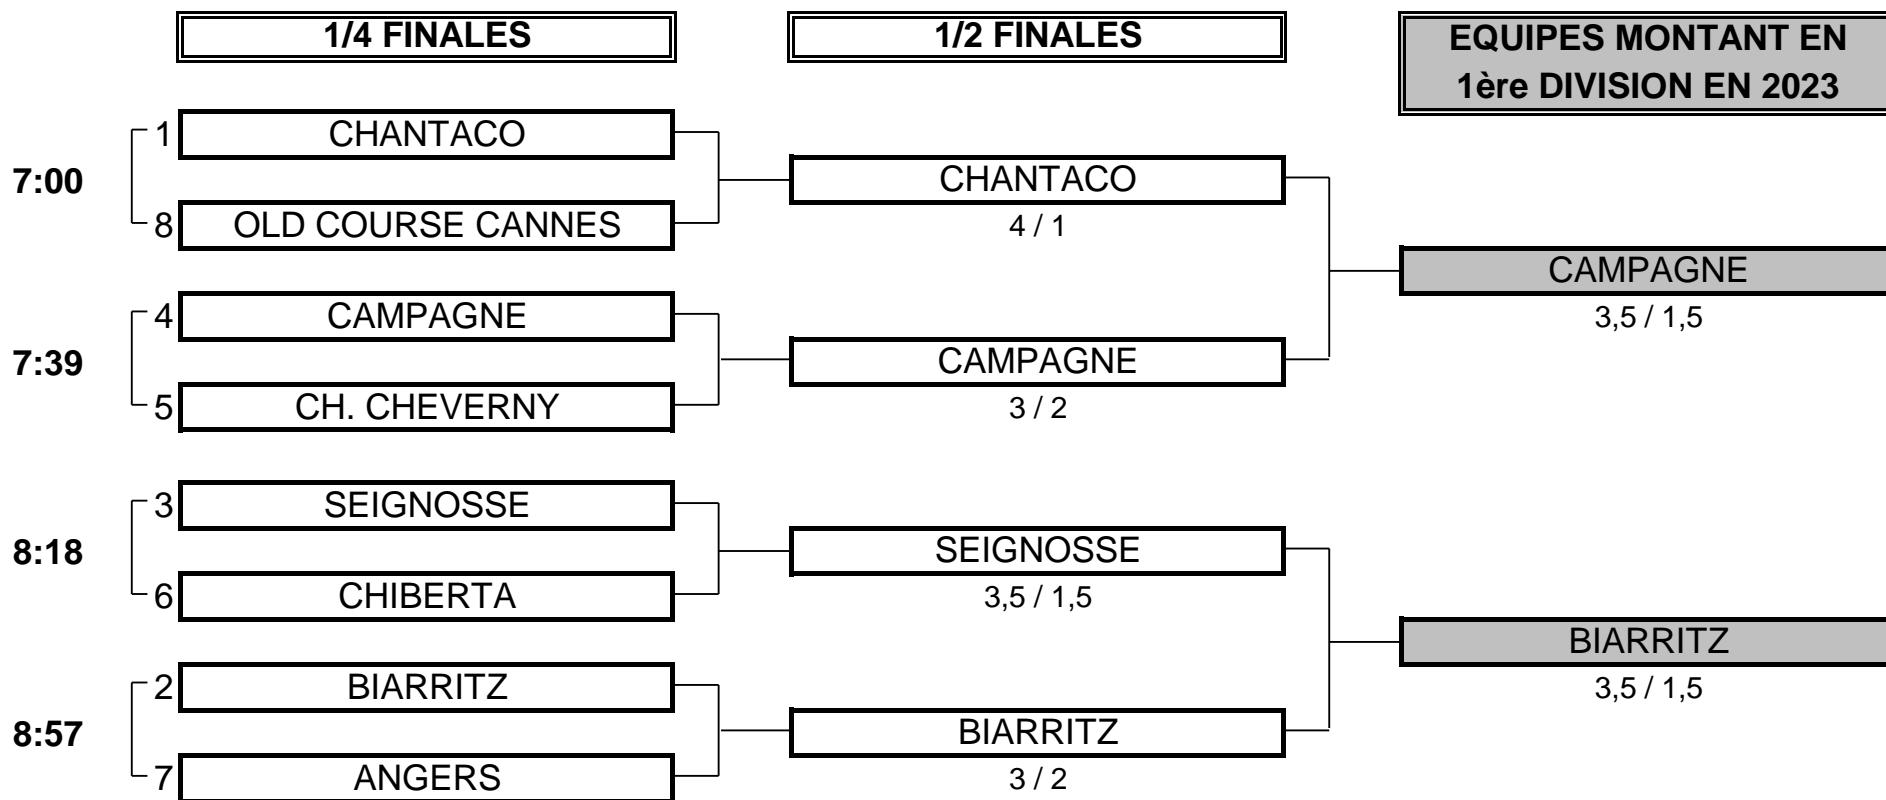 1/4 FINALES
1/2 FINALES
EQUIPES MONTANT EN
1ère DIVISION EN 2023
7:00
1 CHANTACO
8 OLD COURSE CANNES
CHANTACO
4 / 1
7:39
4 CAMPAGNE
5 CH. CHEVERNY
CAMPAGNE
3 / 2
CAMPAGNE
3,5 / 1,5
8:18
3 SEIGNOSSE
6 CHIBERTA
SEIGNOSSE
3,5 / 1,5
8:57
2 BIARRITZ
7 ANGERS
BIARRITZ
3 / 2
BIARRITZ
3,5 / 1,5